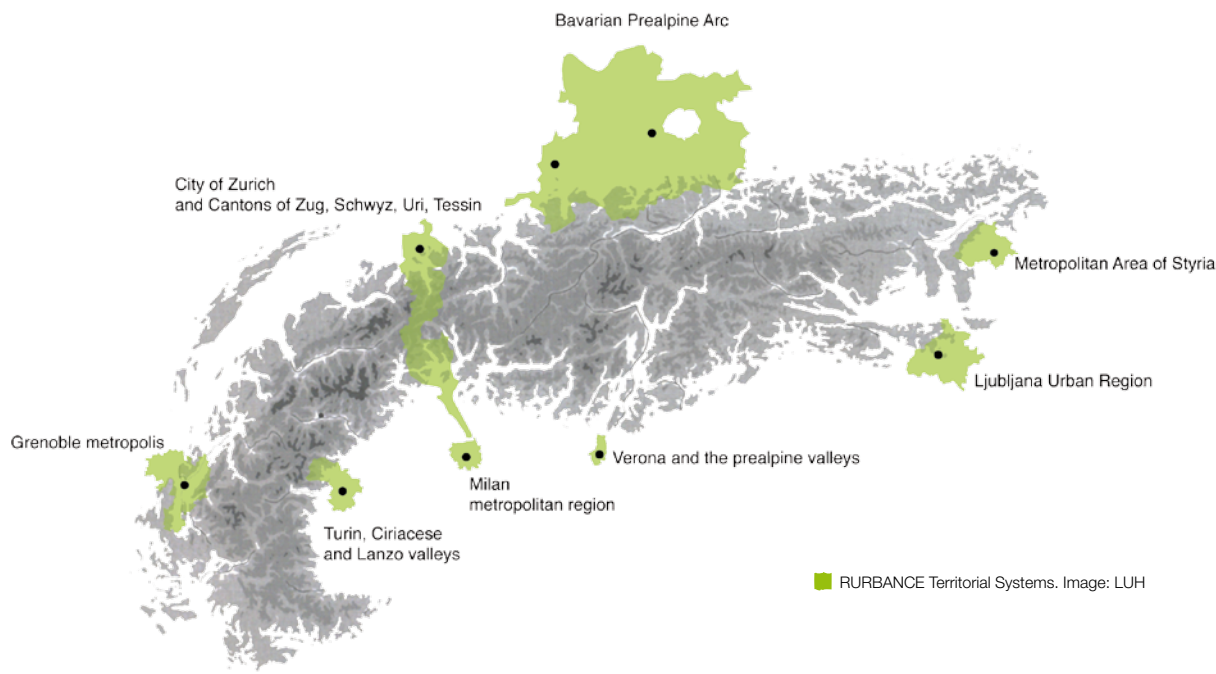 Bavarian Prealpine Arc
City of Zurich
and Cantons of Zug, Schwyz, Uri, Tessin
Metropolitan Area of Styria
Ljubljana Urban Region
Grenoble metropolis
Verona and the prealpine valleys
Milan
metropolitan region
Turin, Ciriacese
and Lanzo valleys
RURBANCE Territorial Systems. Image: LUH